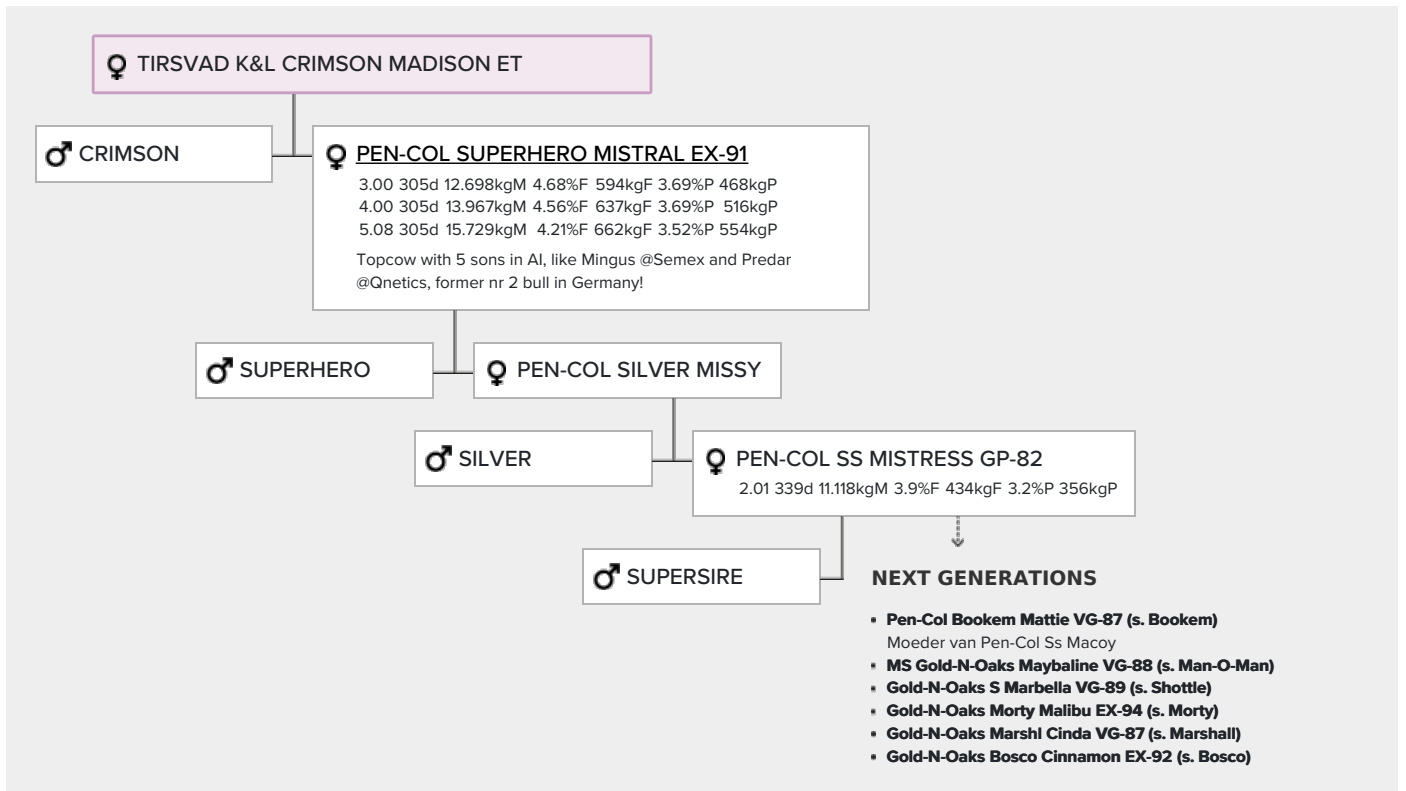 TIRSVAD K&L CRIMSON MADISON ET
CRIMSON
PEN-COL SUPERHERO MISTRAL EX-91
3.00 305d 12.698kgM 4.68%F 594kgF 3.69%P 468kgP
4.00 305d 13.967kgM 4.56%F 637kgF 3.69%P 516kgP
5.08 305d 15.729kgM 4.21%F 662kgF 3.52%P 554kgP
Topcow with 5 sons in AI, like Mingus @Semex and Predar
@Qnetics, former nr 2 bull in Germany!
SUPERHERO
PEN-COL SILVER MISSY
SILVER
PEN-COL SS MISTRESS GP-82
2.01 339d 11.118kgM 3.9%F 434kgF 3.2%P 356kgP
SUPERSIRE
NEXT GENERATIONS
• Pen-Col Bookem Mattie VG-87 (s. Bookem)
Moeder van Pen-Col Ss Macoy
• MS Gold-N-Oaks Maybaline VG-88 (s. Man-O-Man)
• Gold-N-Oaks S Marbella VG-89 (s. Shottle)
• Gold-N-Oaks Morty Malibu EX-94 (s. Morty)
• Gold-N-Oaks Marshl Cinda VG-87 (s. Marshall)
• Gold-N-Oaks Bosco Cinnamon EX-92 (s. Bosco)